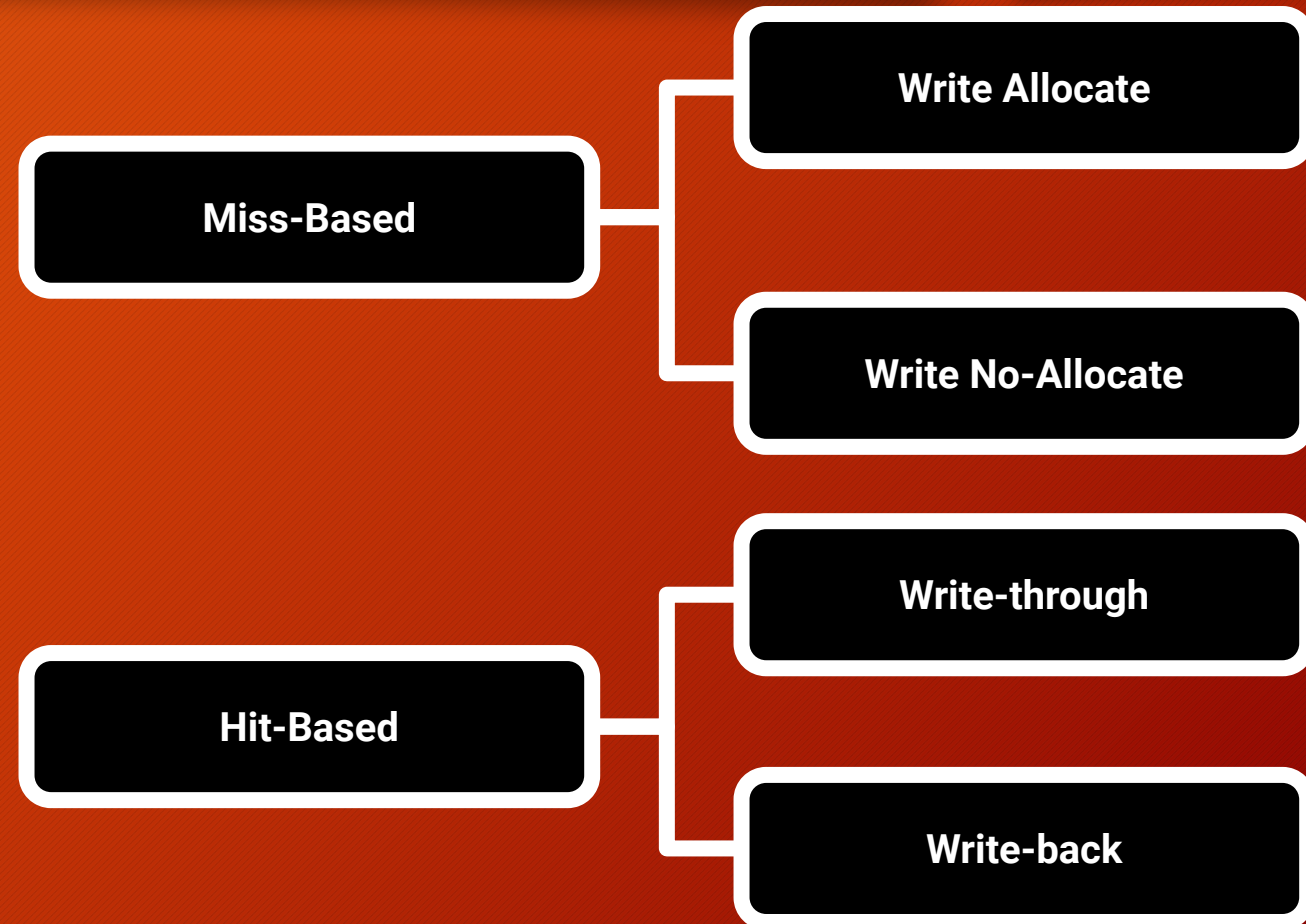 Miss-Based
Write Allocate
Write No-Allocate
Hit-Based
Write-through
Write-back